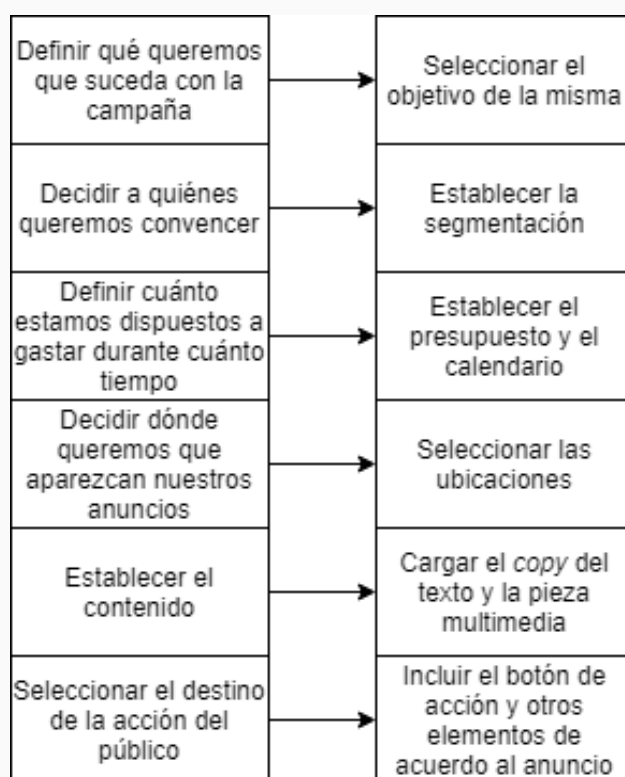 Definir qué queremos
que suceda con la
campaña
Seleccionar el
objetivo de la misma
Decidir a quiénes
queremos convencer
Establecer la
segmentación
Definir cuánto
estamos dispuestos a
gastar durante cuánto
tiempo
Establecer el
presupuesto y el
calendario
Decidir dónde
queremos que
aparezcan nuestros
anuncios
Seleccionar las
ubicaciones
Establecer el
contenido
Cargar el copy del
texto y la pieza
multimedia
Seleccionar el destino
de la acción del
público
Incluir el botón de
acción y otros
elementos de
acuerdo al anuncio